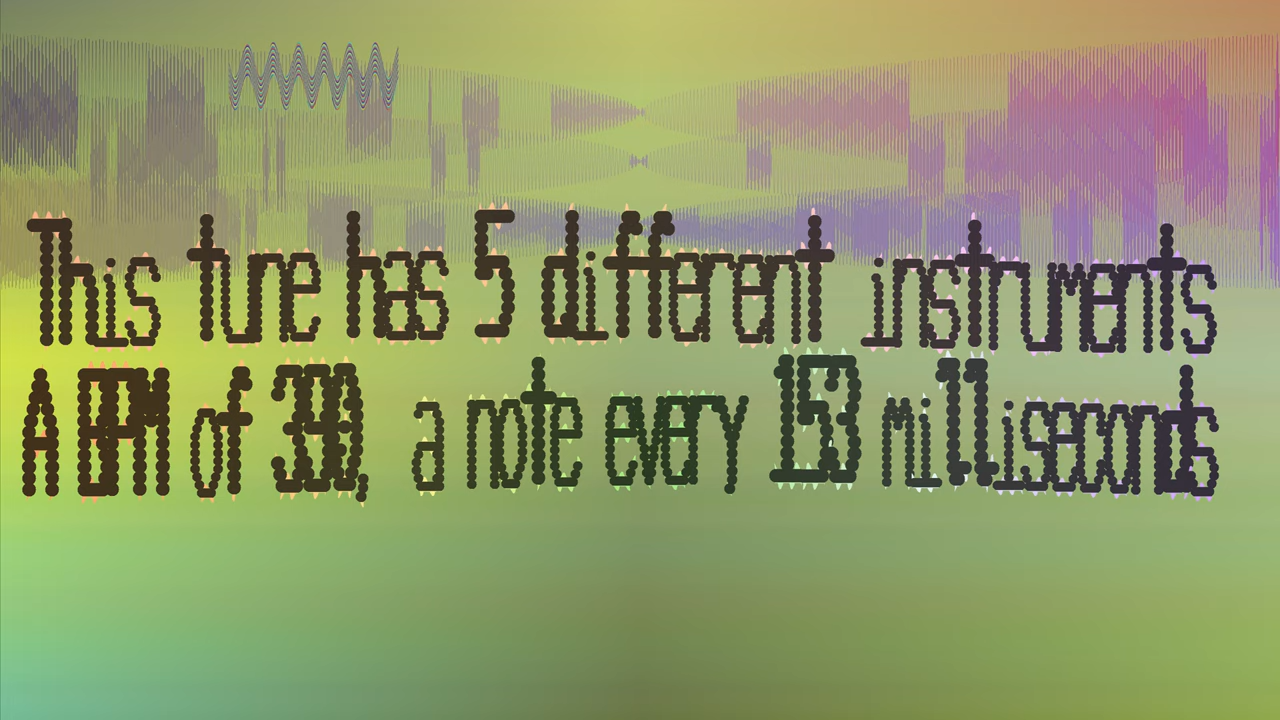 This tune has 5 different instruments
A BPM of 390, a note every 153 milliseconds